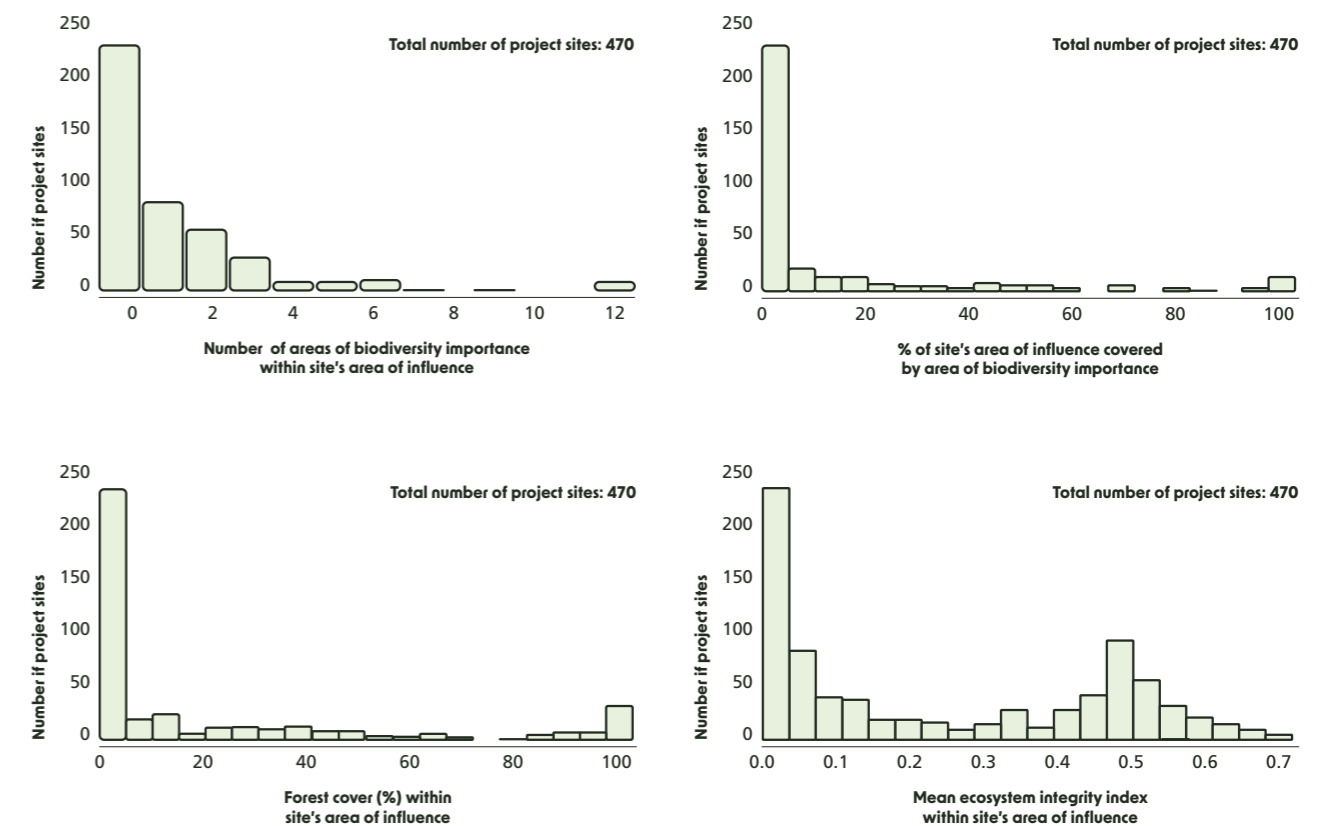 250
Total number of project sites: 470
200
150
100
50
0
Number if project sites
0 2 4 6 8 10 12
Number of areas of biodiversity importance
within site's area of influence
250
Total number of project sites: 470
200
150
100
50
0
Number if project sites
0 20 40 60 80 100
% of site's area of influence covered
by area of biodiversity importance
250
Total number of project sites: 470
200
150
100
50
0
Number if project sites
0 20 40 60 80 100
Forest cover (%) within
site's area of influence
250
Total number of project sites: 470
200
150
100
50
0
Number if project sites
0.0 0.1 0.2 0.3 0.4 0.5 0.6 0.7
Mean ecosystem integrity index
within site's area of influence